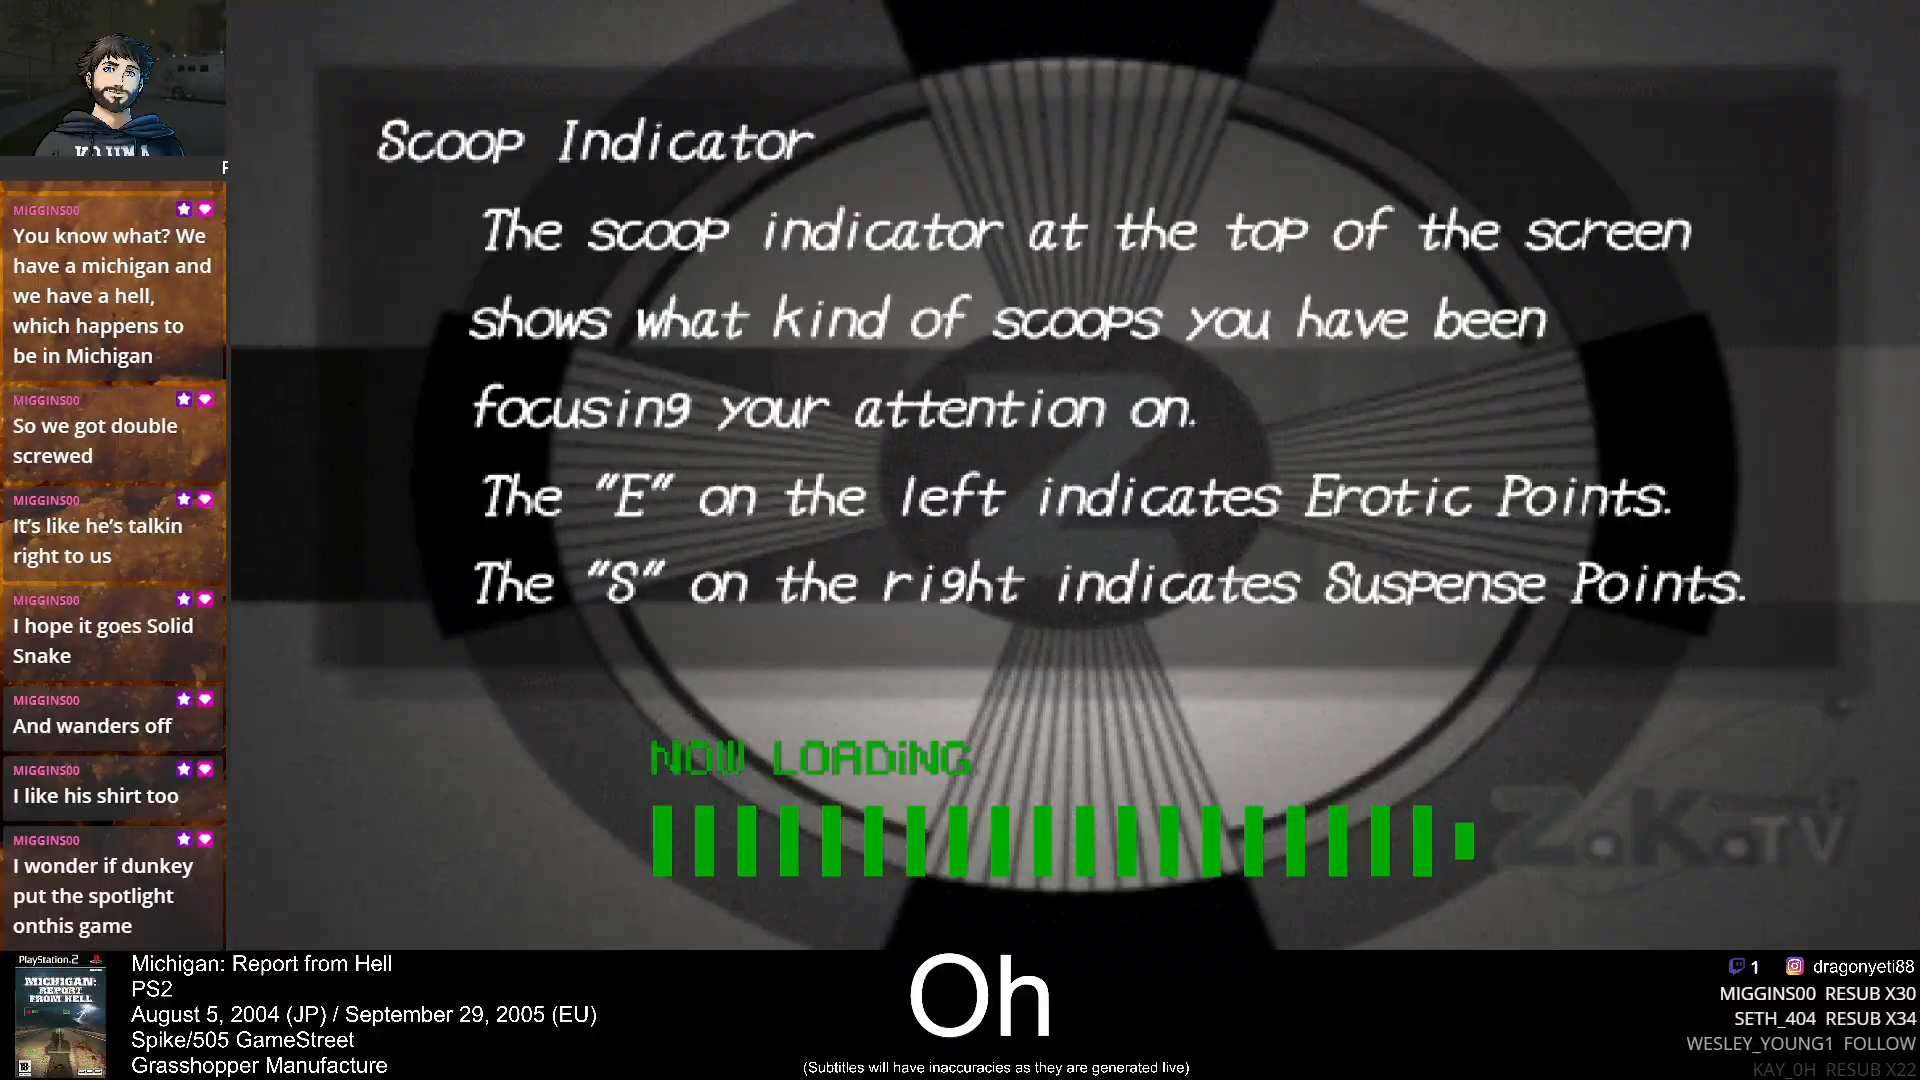 KOJIMA
F
MIGGINS00
You know what? We
have a michigan and
we have a hell,
which happens to
be in Michigan
MIGGINS00
So we got double
screwed
MIGGINS00
It's like he's talkin
right to us
MIGGINS00
I hope it goes Solid
Snake
MIGGINS00
And wanders off
MIGGINS00
I like his shirt too
MIGGINS00
I wonder if dunkey
put the spotlight
onthis game
Scoop Indicator
The scoop indicator at the top of the screen
shows what kind of scoops you have been
focusing your attention on.
The "E" on the left indicates Erotic Points.
The "S" on the right indicates Suspense Points.
Z
NOW LOADiNG
ZaKaTV
PlayStation.2
MICHIGAN:
REPORT
FROM HELL
18
505
Michigan: Report from Hell
PS2
August 5, 2004 (JP) / September 29, 2005 (EU)
Spike/505 GameStreet
Grasshopper Manufacture
Oh
(Subtitles will have inaccuracies as they are generated live)
1 dragonyeti88
MIGGINS00 RESUB X30
SETH_404 RESUB X34
WESLEY_YOUNG1 FOLLOW
KAY_0H RESUB X22